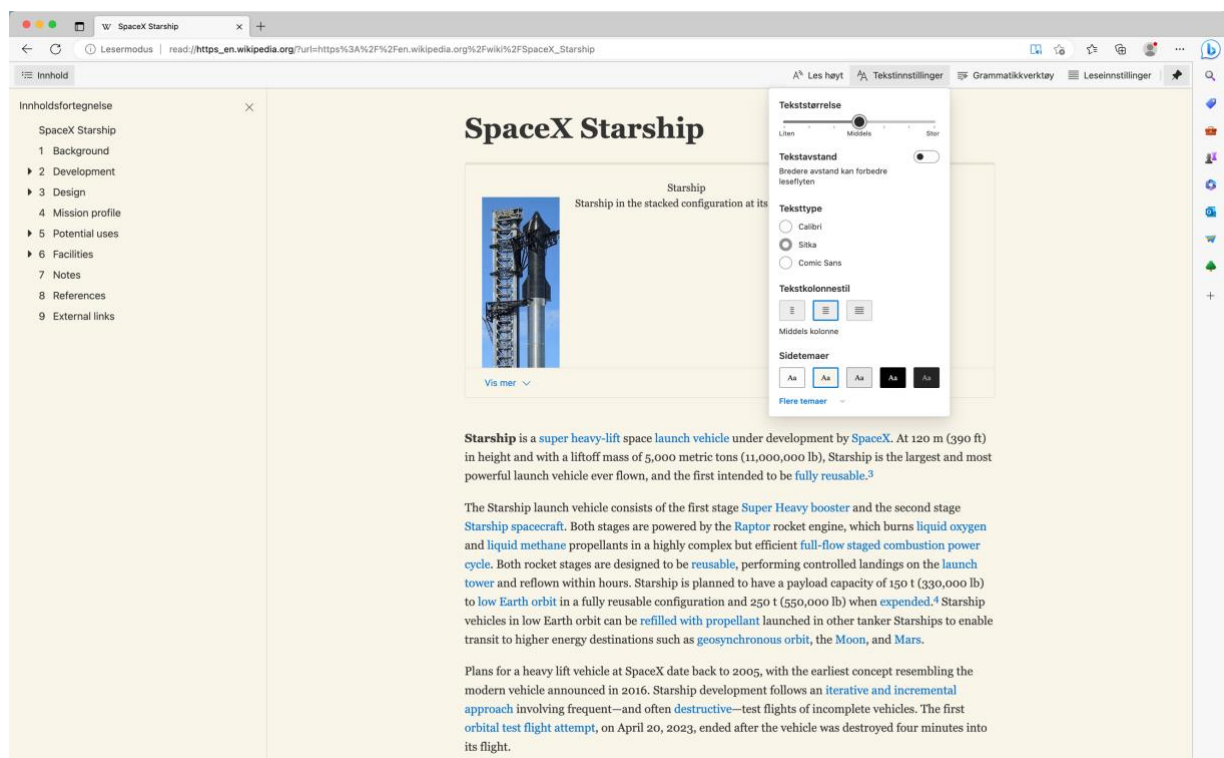 SpaceX Starship
Lesermodus | read://https_en.wikipedia.org/?url=https%3A%2F%2Fen.wikipedia.org%2Fwiki%2FSpaceX_Starship
Innhold
Les høyt
Tekstinnstillinger
Grammatikkverktøy
Leseinnstillinger
Innholdsfortegnelse
SpaceX Starship
1 Background
2 Development
3 Design
4 Mission profile
5 Potential uses
6 Facilities
7 Notes
8 References
9 External links
SpaceX Starship
Starship
Starship in the stacked configuration at its
Vis mer
Tekststørrelse
Liten Middels Stor
Tekstavstand
Bredere avstand kan forbedre
leseflyten
Teksttype
Calibri
Sitka
Comic Sans
Tekstkolonnestil
Middels kolonne
Sidetemaer
Aa Aa Aa Aa Aa
Flere temaer
Starship is a super heavy-lift space launch vehicle under development by SpaceX. At 120 m (390 ft)
in height and with a liftoff mass of 5,000 metric tons (11,000,000 lb), Starship is the largest and most
powerful launch vehicle ever flown, and the first intended to be fully reusable.3
The Starship launch vehicle consists of the first stage Super Heavy booster and the second stage
Starship spacecraft. Both stages are powered by the Raptor rocket engine, which burns liquid oxygen
and liquid methane propellants in a highly complex but efficient full-flow staged combustion power
cycle. Both rocket stages are designed to be reusable, performing controlled landings on the launch
tower and reflown within hours. Starship is planned to have a payload capacity of 150 t (330,000 lb)
to low Earth orbit in a fully reusable configuration and 250 t (550,000 lb) when expended.4 Starship
vehicles in low Earth orbit can be refilled with propellant launched in other tanker Starships to enable
transit to higher energy destinations such as geosynchronous orbit, the Moon, and Mars.
Plans for a heavy lift vehicle at SpaceX date back to 2005, with the earliest concept resembling the
modern vehicle announced in 2016. Starship development follows an iterative and incremental
approach involving frequent—and often destructive—test flights of incomplete vehicles. The first
orbital test flight attempt, on April 20, 2023, ended after the vehicle was destroyed four minutes into
its flight.